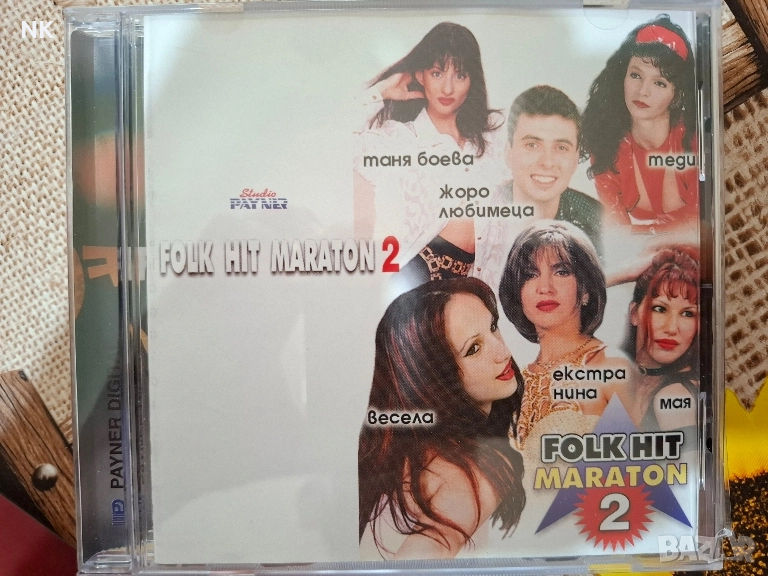 NK
таня боева
теди
жоро
любимеца
Studio
PAYNER
FOLK HIT MARATON 2
екстра
нина
мая
весела
FOLK HIT
MARATON
2
PAYNER DIGI
BAZAR